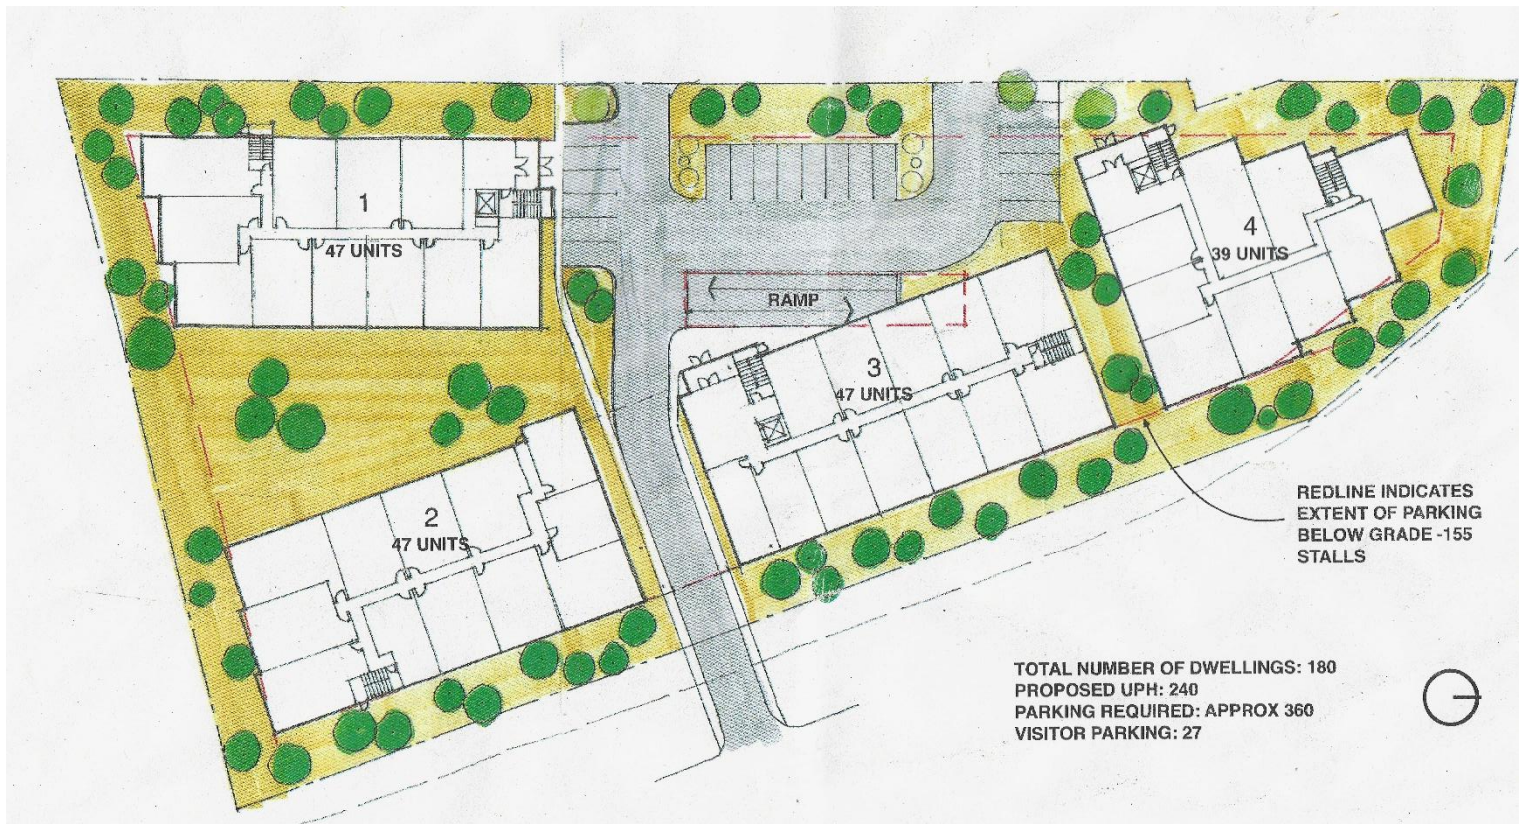 1
47 UNITS
4
39 UNITS
RAMP
3
47 UNITS
2
47 UNITS
REDLINE INDICATES
EXTENT OF PARKING
BELOW GRADE -155
STALLS
TOTAL NUMBER OF DWELLINGS: 180
PROPOSED UPH: 240
PARKING REQUIRED: APPROX 360
VISITOR PARKING: 27